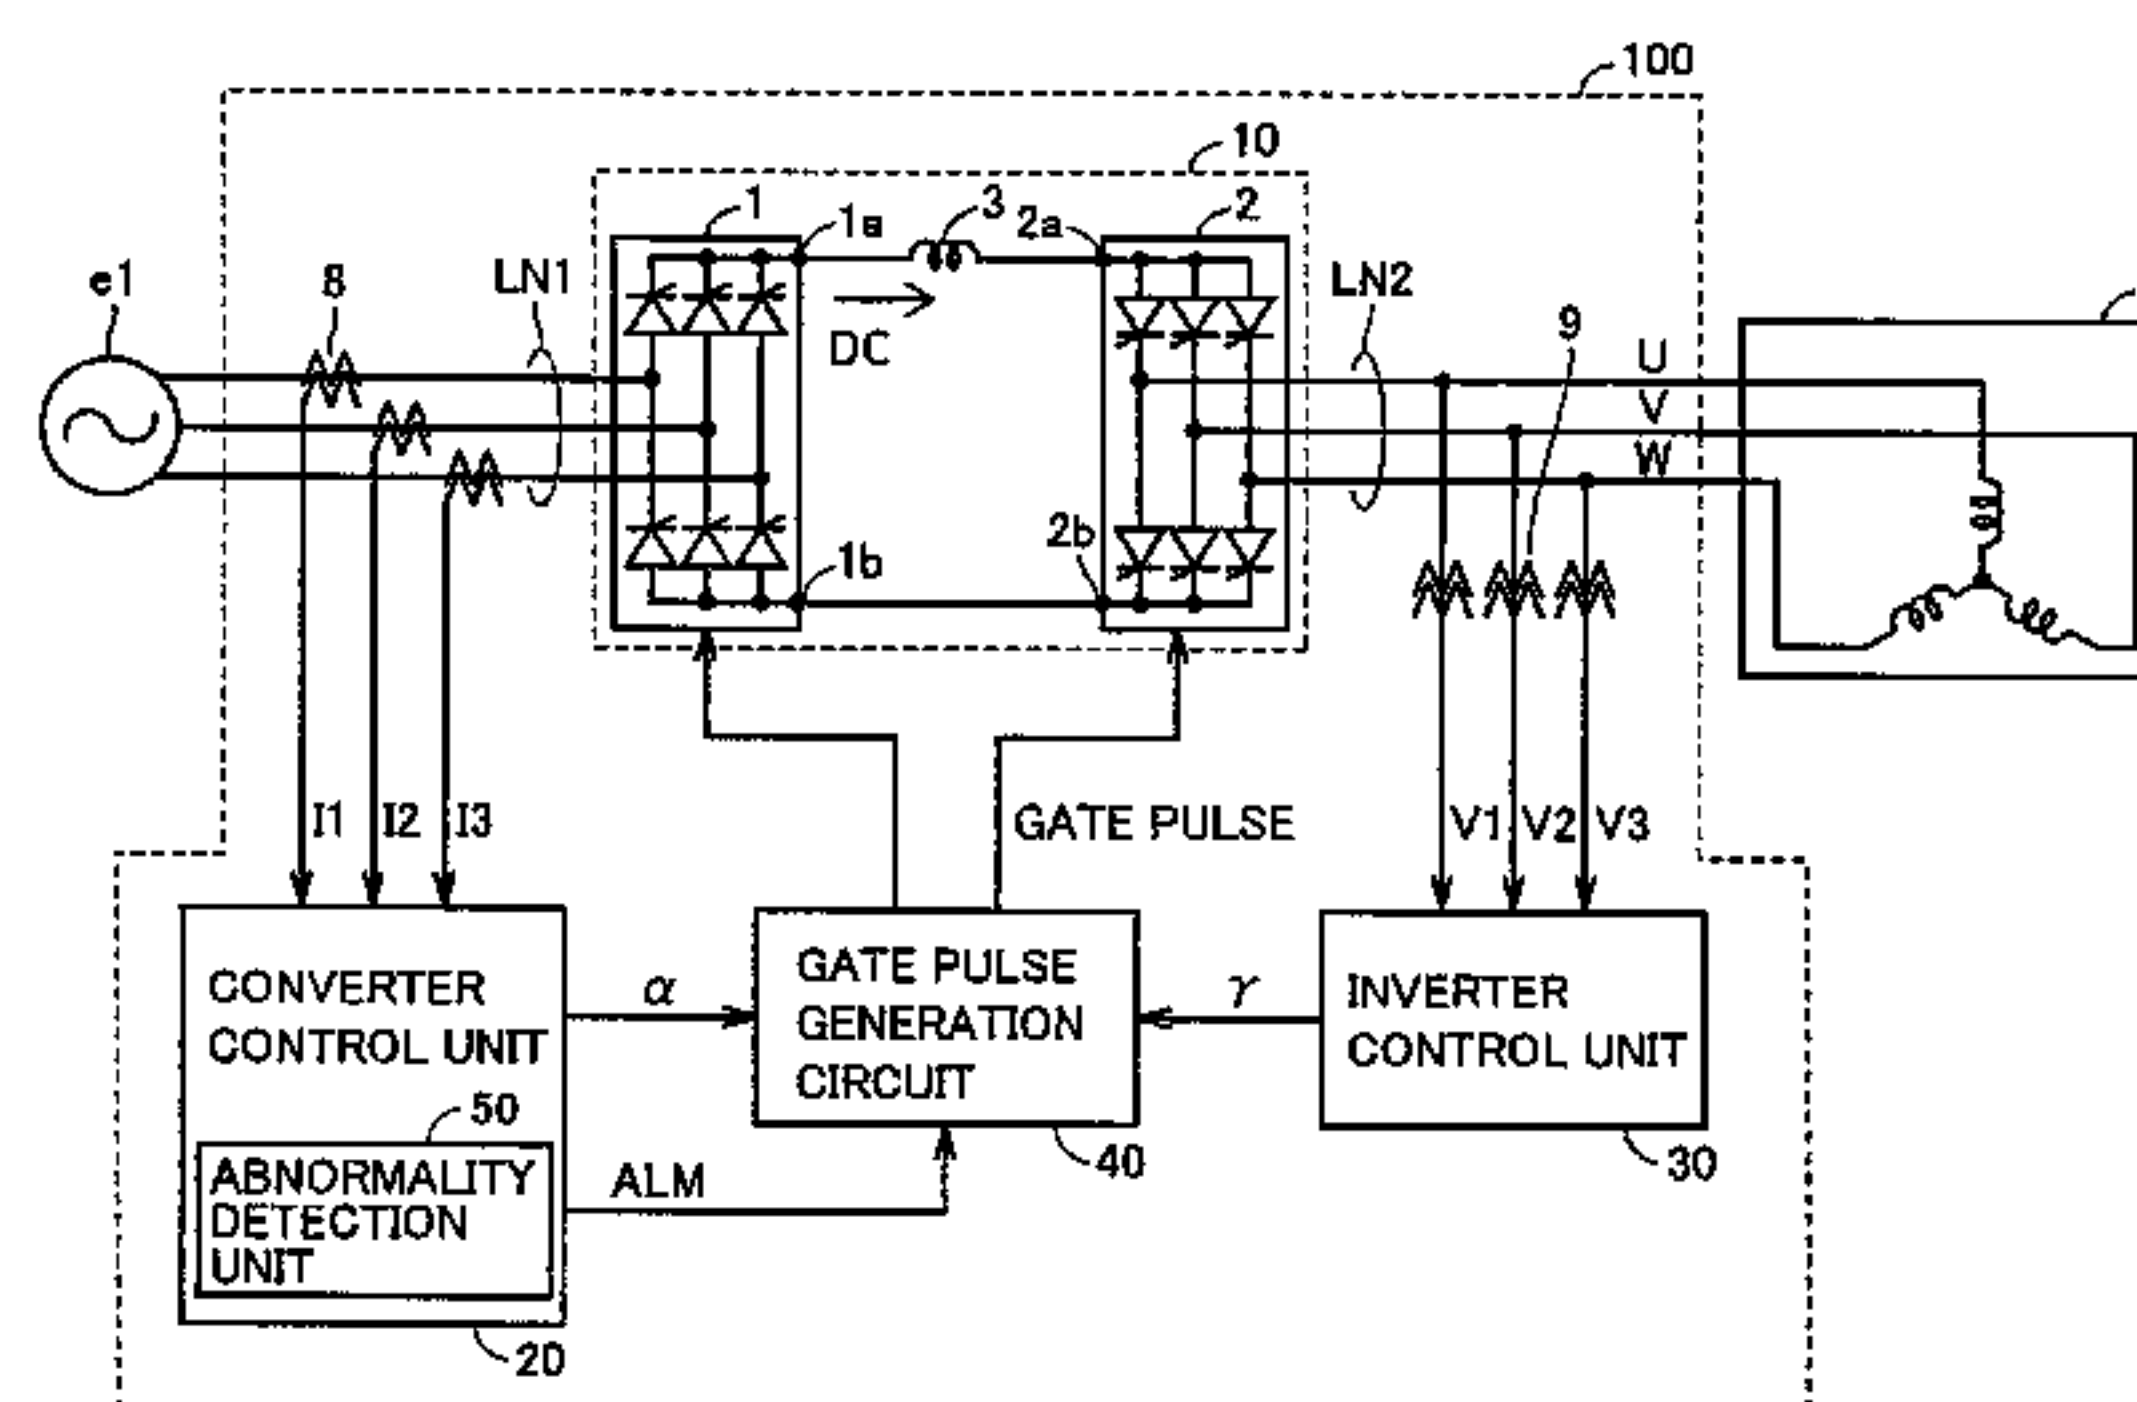 100
10
1
1a
3
2a
2
e1
8
LN1
DC
LN2
9
U
V
W
1b
2b
I1
I2
I3
GATE PULSE
V1
V2
V3
CONVERTER
CONTROL UNIT
α
GATE PULSE
GENERATION
CIRCUIT
γ
INVERTER
CONTROL UNIT
50
ABNORMALITY
DETECTION
UNIT
ALM
40
30
20